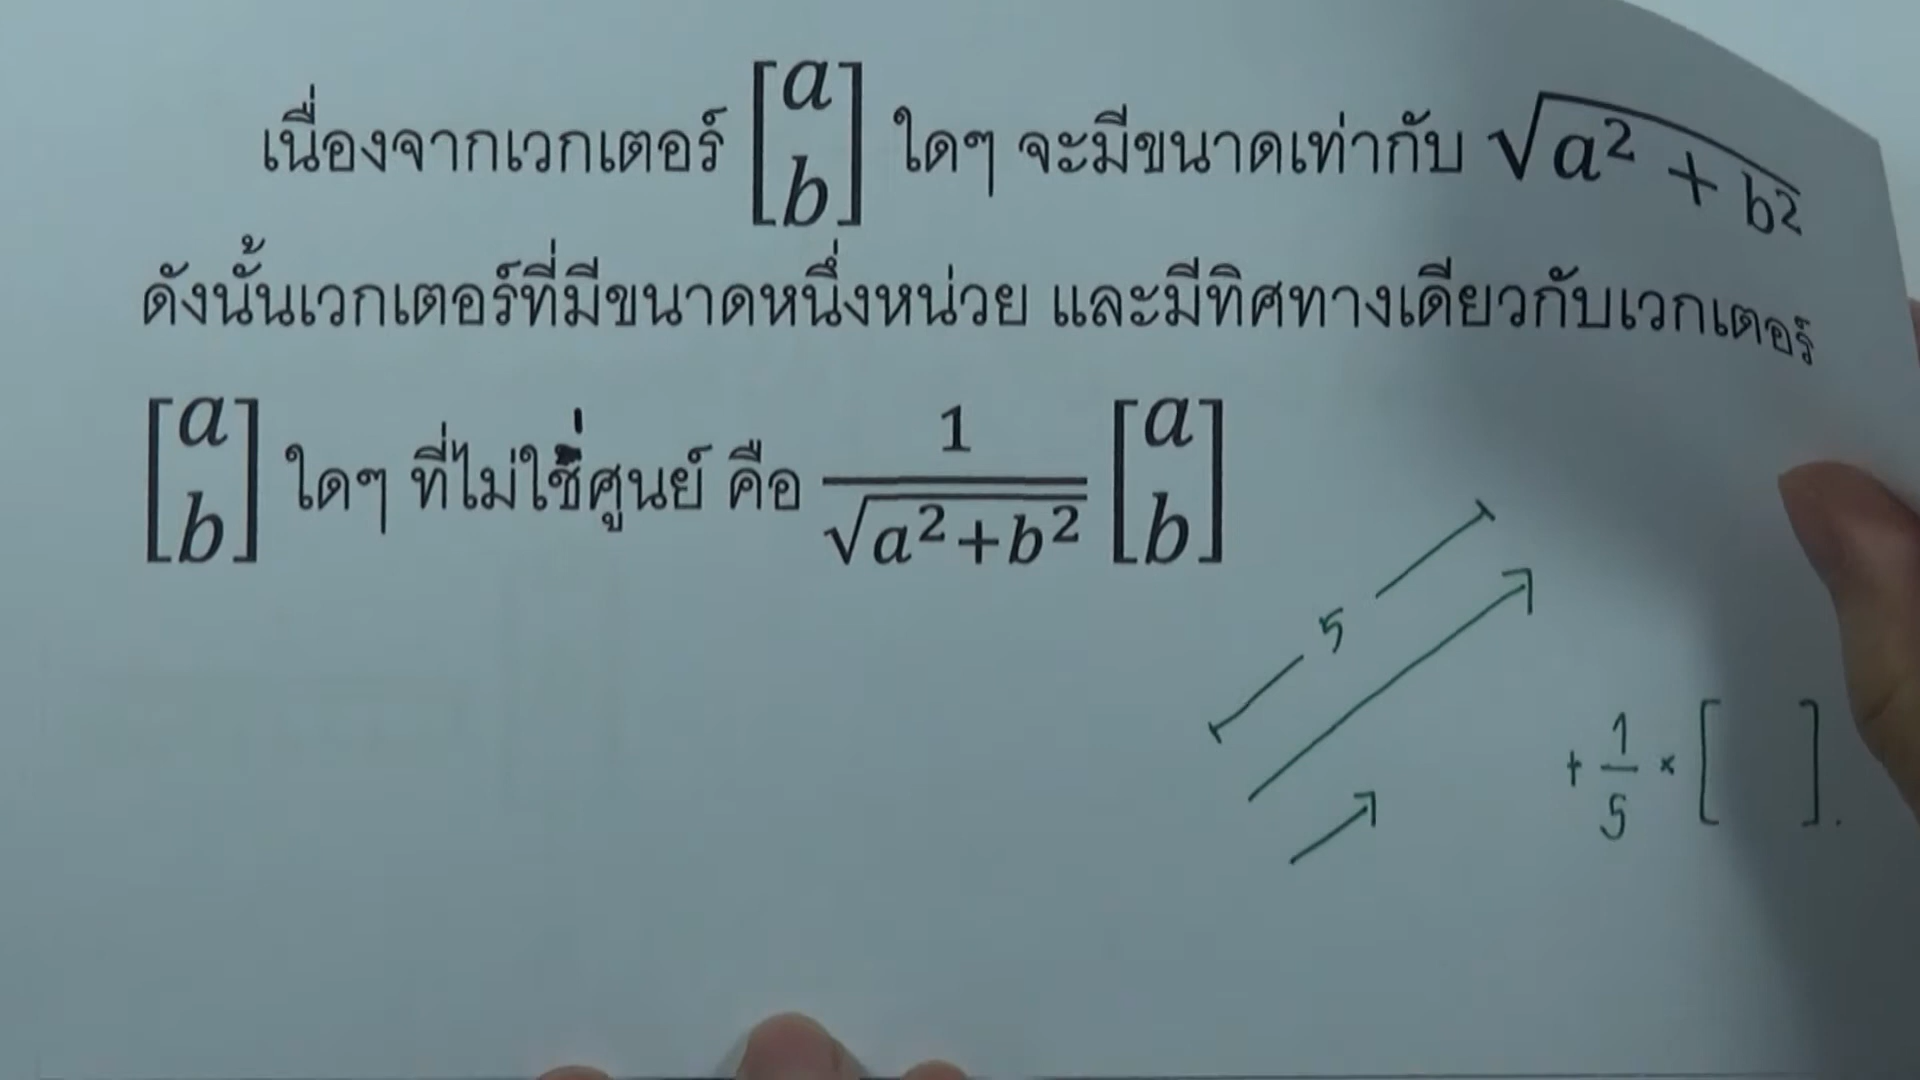 เนื่องจากเวกเตอร์ [a b] ใดๆ จะมีขนาดเท่ากับ √a² + b²
ดังนั้นเวกเตอร์ที่มีขนาดหนึ่งหน่วย และมีทิศทางเดียวกับเวกเตอร์
[a b] ใดๆ ที่ไม่ใช่ศูนย์ คือ 1/√a²+b² [a b]
5
+ 1/5 × [ ].